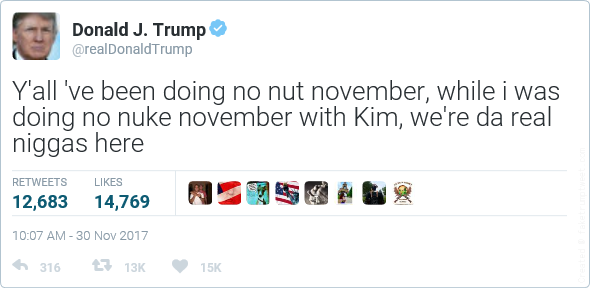 Donald J. Trump
@realDonaldTrump
Y'all 've been doing no nut november, while i was
doing no nuke november with Kim, we're da real
niggas here
RETWEETS LIKES
12,683 14,769
10:07 AM - 30 Nov 2017
316 13K 15K